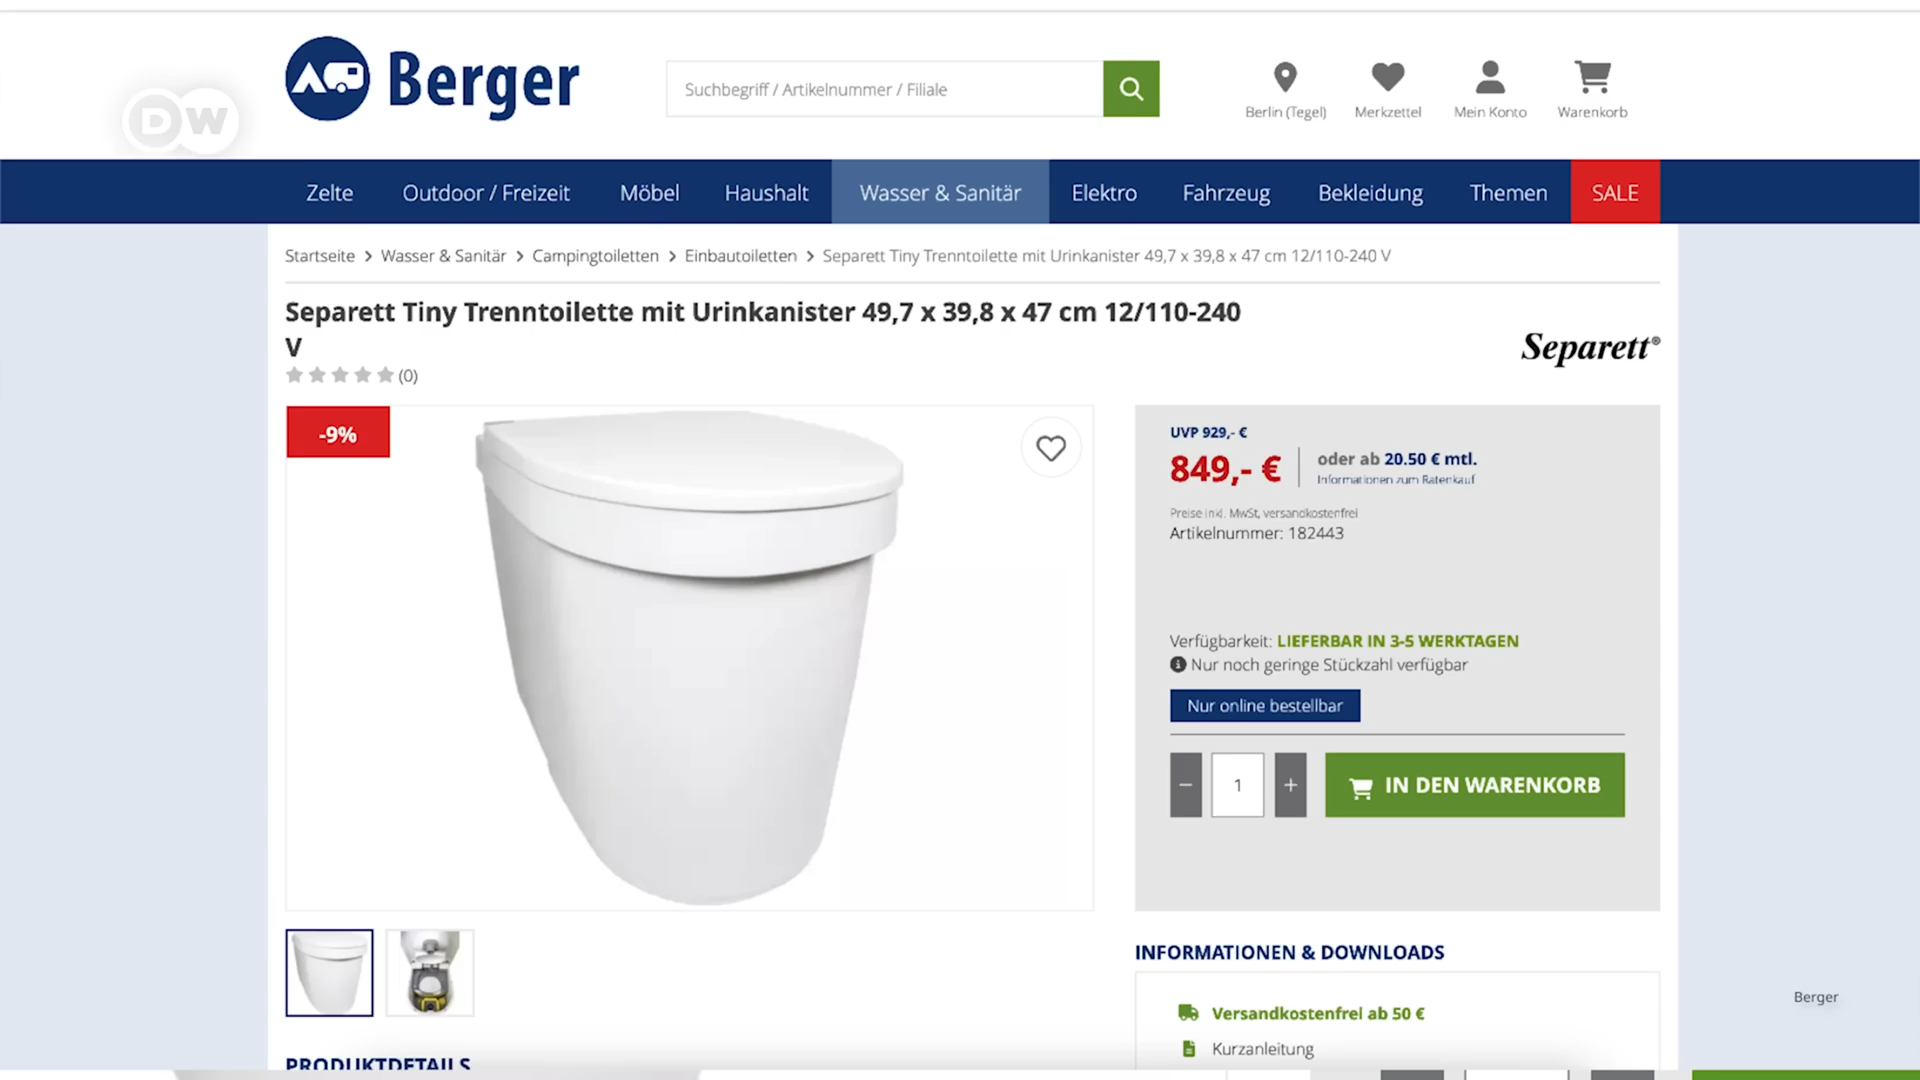 Berger
Suchbegriff / Artikelnummer / Filiale
Berlin (Tegel)
Merkzettel
Mein Konto
Warenkorb
DW
Zelte
Outdoor / Freizeit
Möbel
Haushalt
Wasser & Sanitär
Elektro
Fahrzeug
Bekleidung
Themen
SALE
Startseite > Wasser & Sanitär > Campingtoiletten > Einbautoiletten > Separett Tiny Trenntoilette mit Urinkanister 49,7 x 39,8 x 47 cm 12/110-240 V
Separett Tiny Trenntoilette mit Urinkanister 49,7 x 39,8 x 47 cm 12/110-240
V
Separett®
(0)
-9%
UVP 929,- €
849,- €
oder ab 20.50 € mtl.
Informationen zum Ratenkauf
Preise inkl. MwSt, versandkostenfrei
Artikelnummer: 182443
Verfügbarkeit: LIEFERBAR IN 3-5 WERKTAGEN
Nur noch geringe Stückzahl verfügbar
Nur online bestellbar
− 1 +
IN DEN WARENKORB
INFORMATIONEN & DOWNLOADS
Versandkostenfrei ab 50 €
Kurzanleitung
PRODUKTDETAILS
Berger